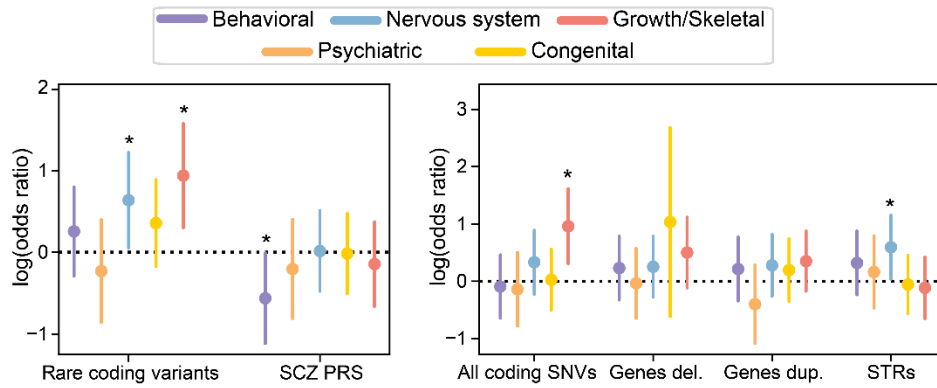 Behavioral Nervous system Growth/Skeletal
Psychiatric Congenital
log(odds ratio)
2
1
0
−1
* * *
Rare coding variants SCZ PRS
log(odds ratio)
3
2
1
0
−1
* *
All coding SNVs Genes del. Genes dup. STRs